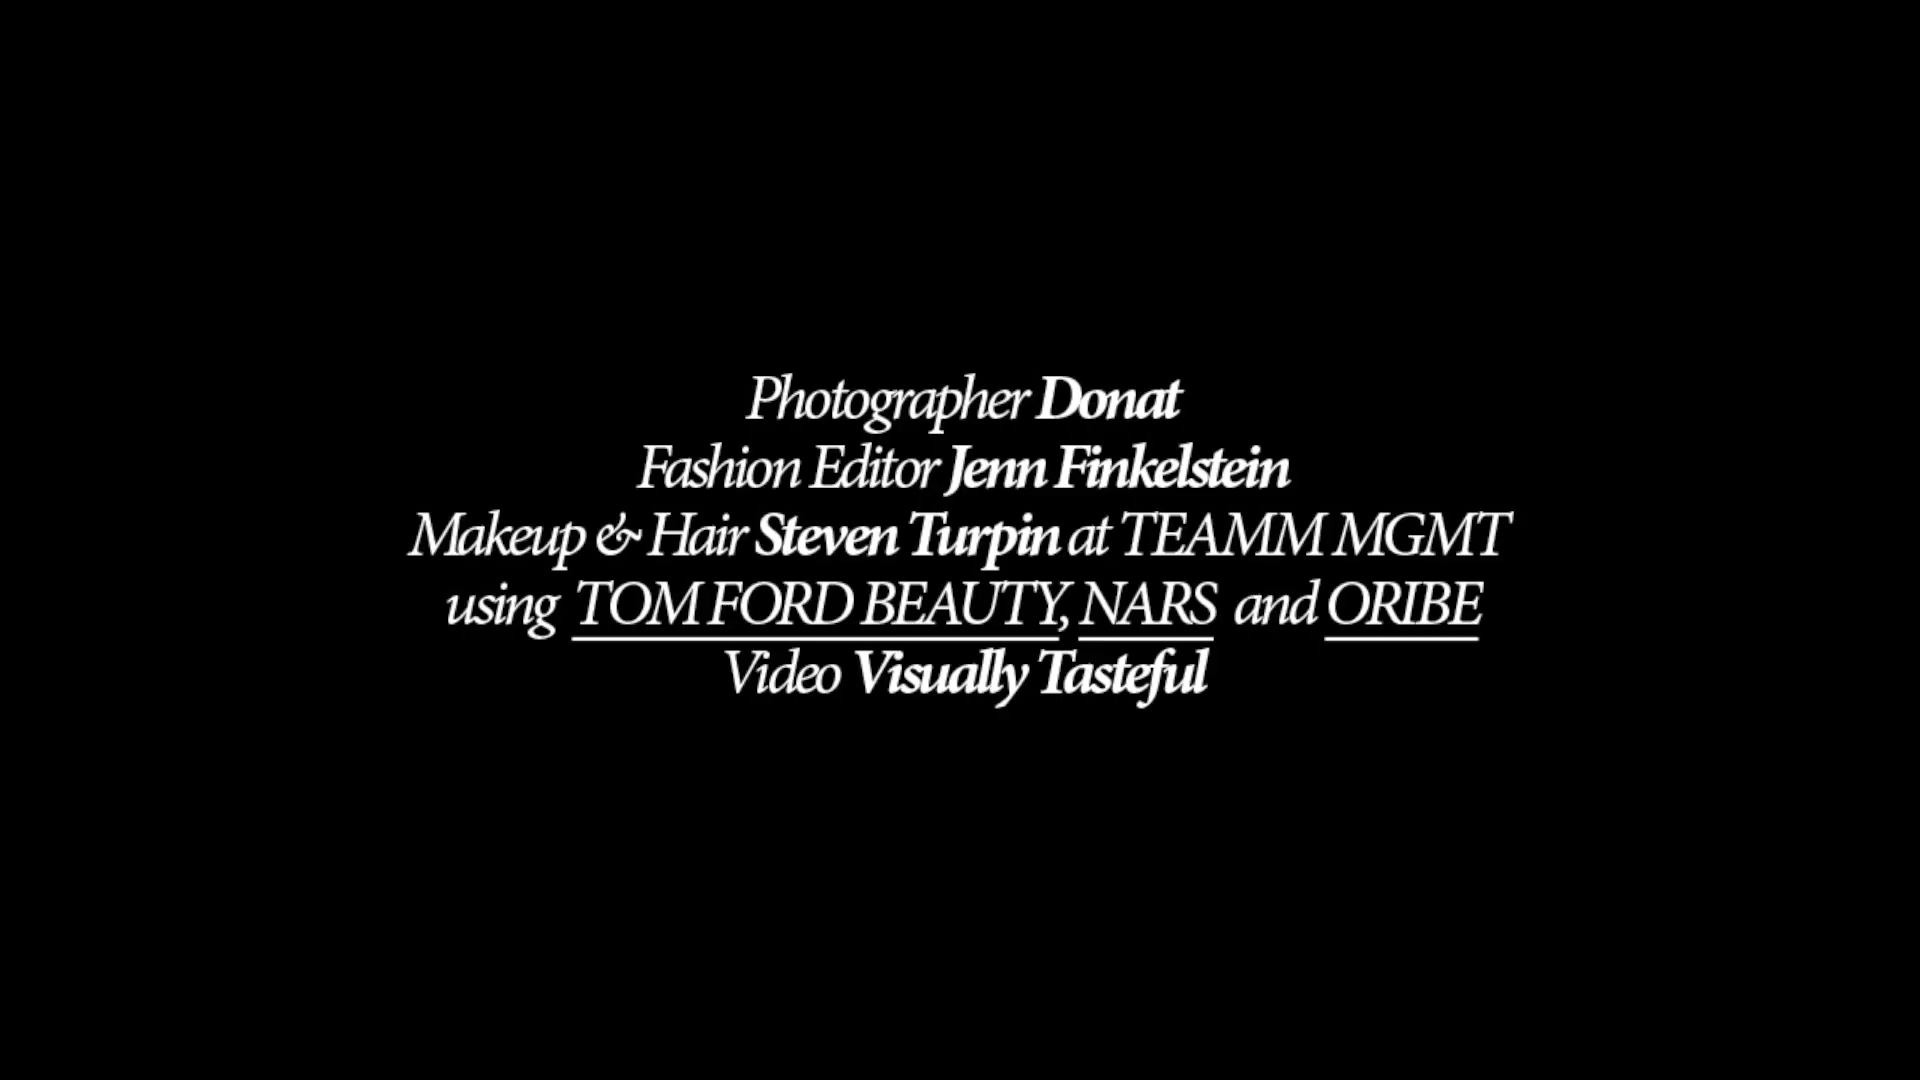 Photographer Donat
Fashion Editor Jenn Finkelstein
Makeup & Hair Steven Turpin at TEAMM MGMT
using TOM FORD BEAUTY, NARS and ORIBE
Video Visually Tasteful